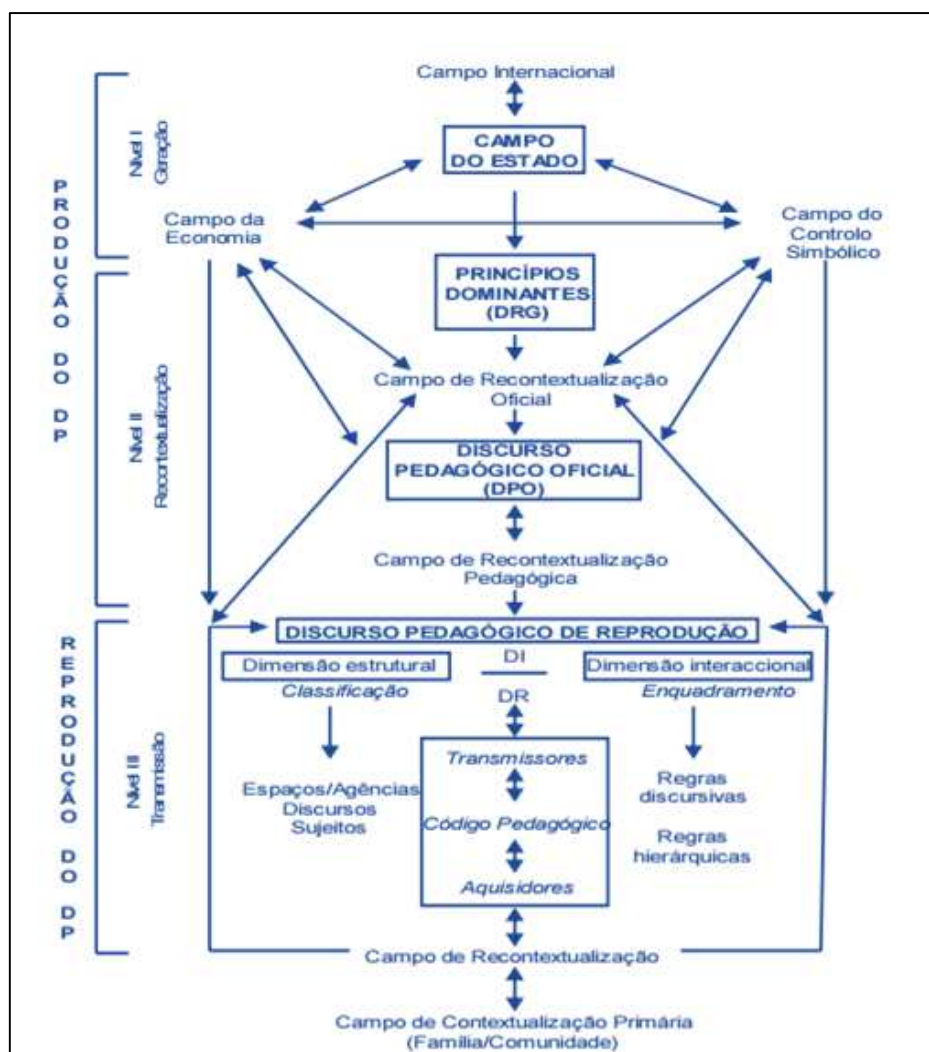 Campo Internacional
CAMPO
DO ESTADO
Nível I
Geração
Campo da
Economia
Campo do
Controlo
Simbólico
PRODUÇÃO DO DP
PRINCÍPIOS
DOMINANTES
(DRG)
Campo de Recontextualização
Oficial
Nível II
Recontextualização
DISCURSO
PEDAGÓGICO OFICIAL
(DPO)
Campo de Recontextualização
Pedagógica
DISCURSO PEDAGÓGICO DE REPRODUÇÃO
Dimensão estrutural
Classificação
DI
DR
Dimensão interaccional
Enquadramento
REPRODUÇÃO DO DP
Nível III
Transmissão
Espaços/Agências
Discursos
Sujeitos
Transmissores
Código Pedagógico
Aquisidores
Regras
discursivas
Regras
hierárquicas
Campo de Recontextualização
Campo de Contextualização Primária
(Família/Comunidade)